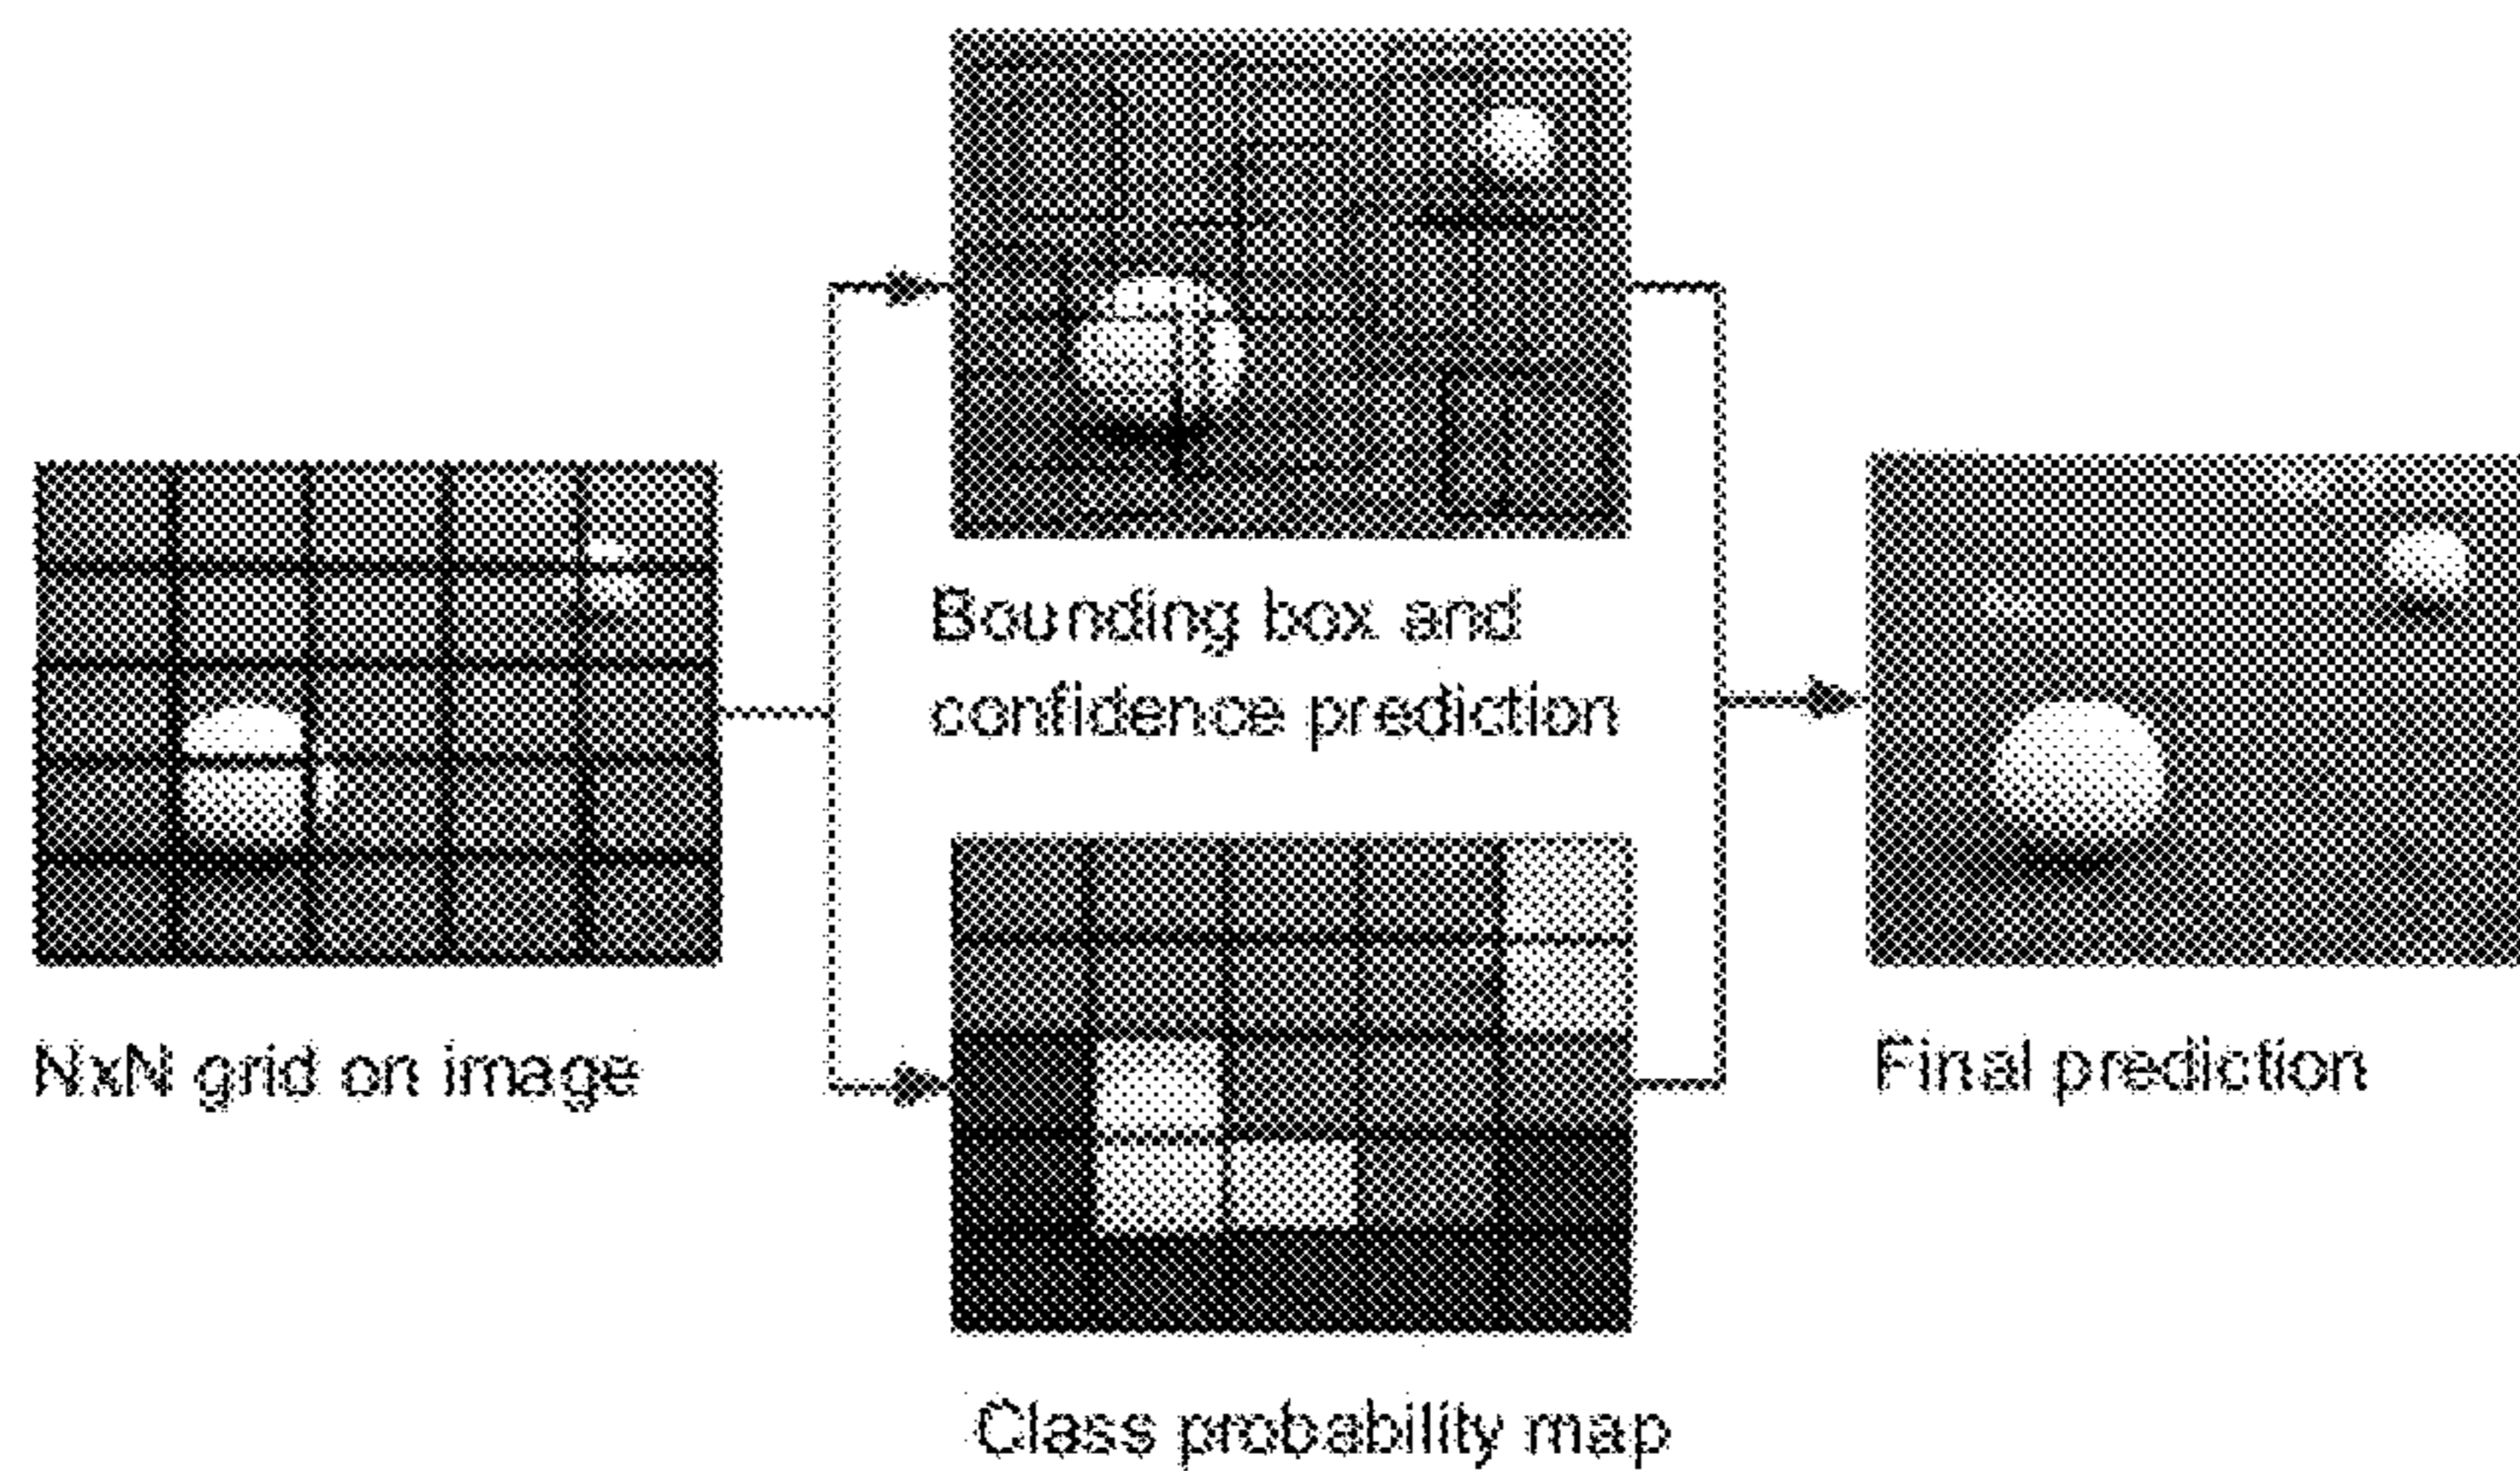 Bounding box and
confidence prediction
NxN grid on image
Final prediction
Class probability map